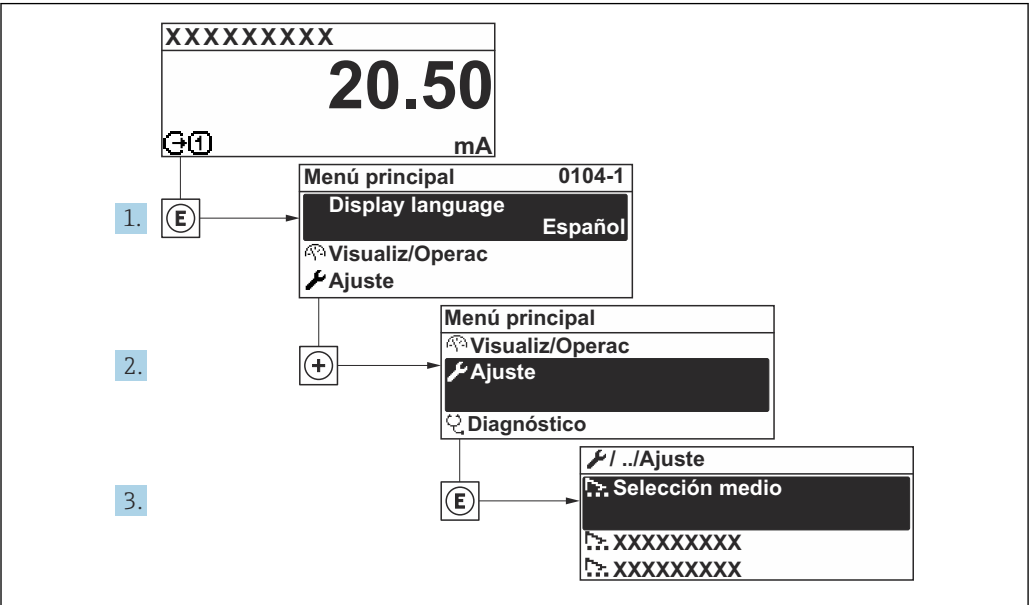 XXXXXXXXX
20.50
mA
1.
E
Menú principal 0104-1
Display language
Español
Visualiz/Operac
Ajuste
2.
+
Menú principal
Visualiz/Operac
Ajuste
Diagnóstico
3.
E
/ ../Ajuste
Selección medio
XXXXXXXXX
XXXXXXXXX